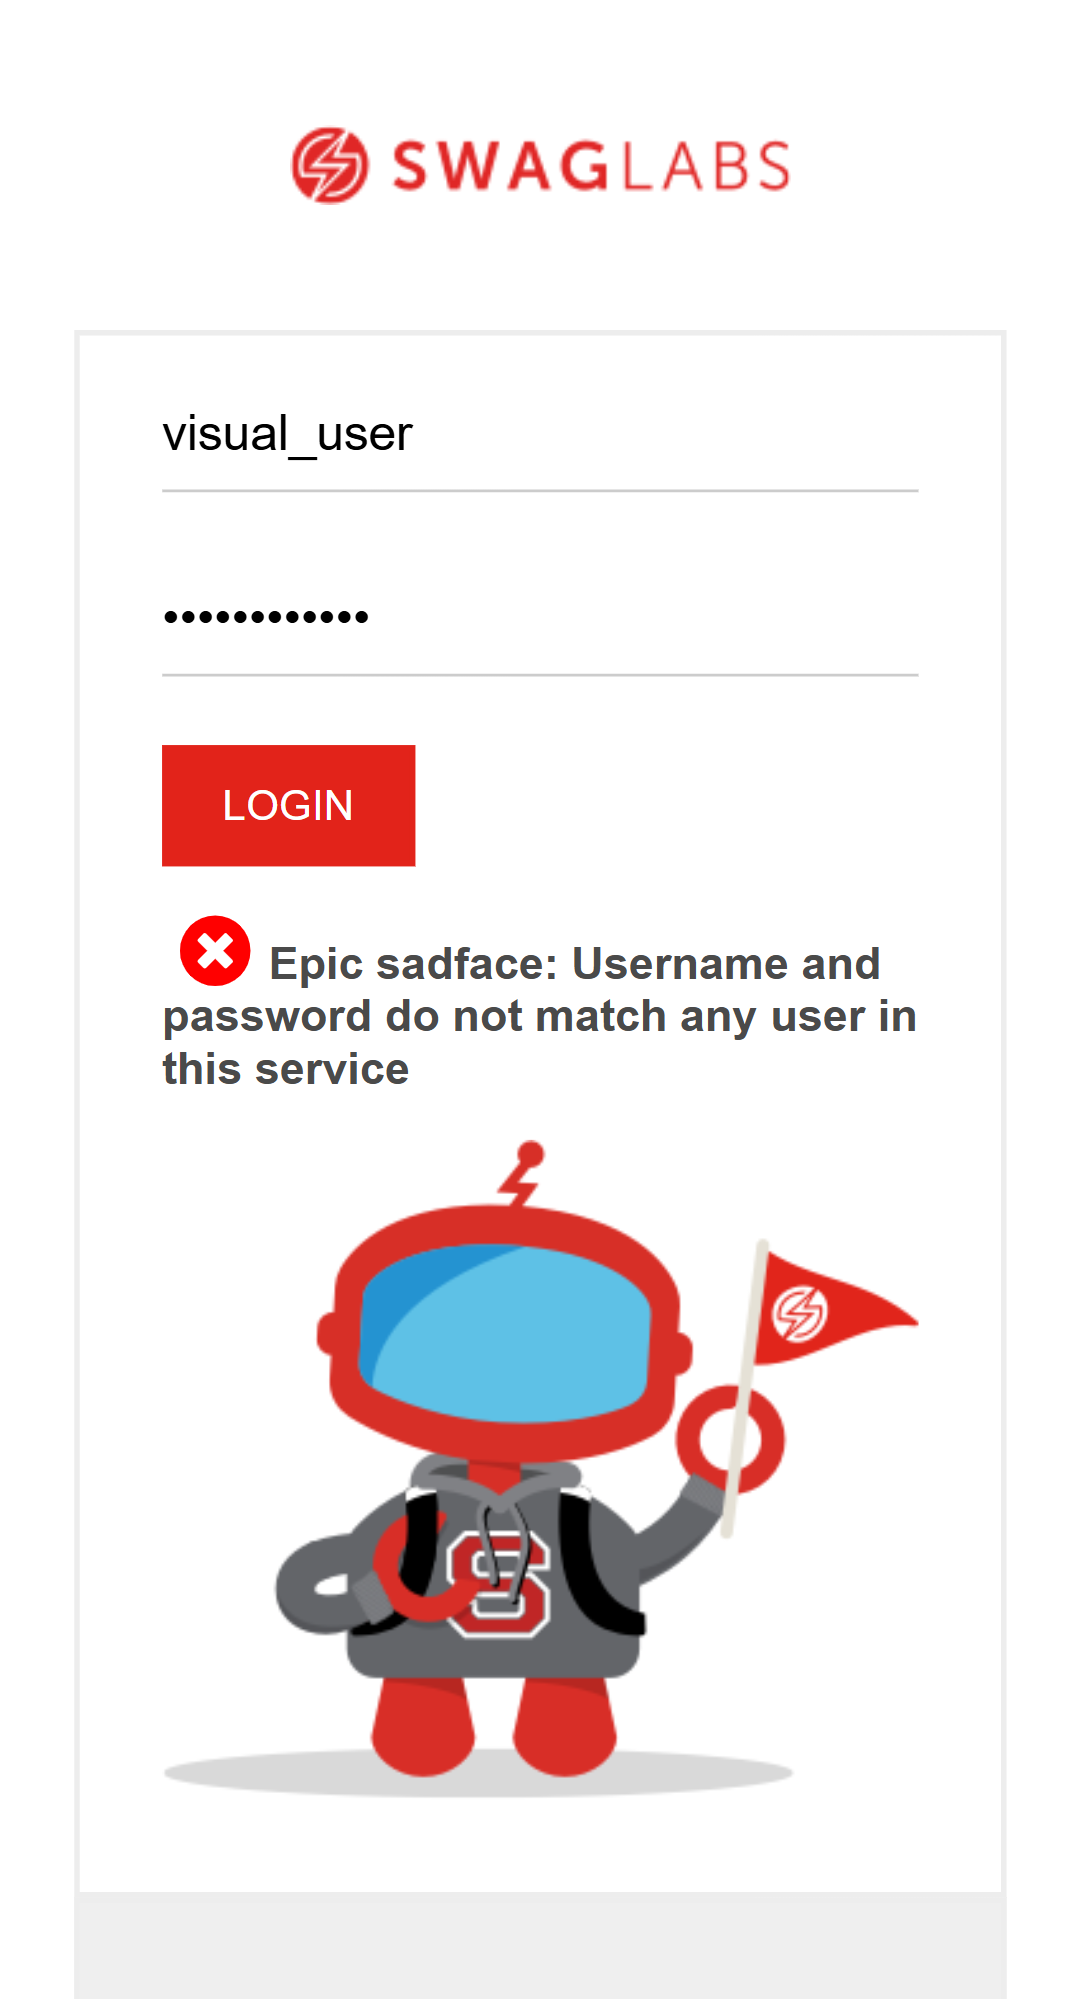 SWAGLABS
visual_user
••••••••••••
LOGIN
Epic sadface: Username and
password do not match any user in
this service
S